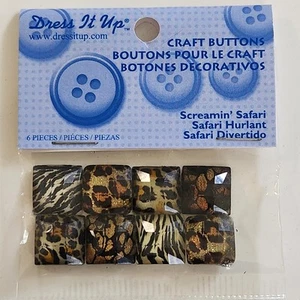 Dress It Up®
www.dressitup.com
CRAFT BUTTONS
BOUTONS POUR LE CRAFT
BOTONES DECORATIVOS
Screamin' Safari
Safari Hurlant
Safari Divertido
6 PIECES / PIÉCES / PIEZAS